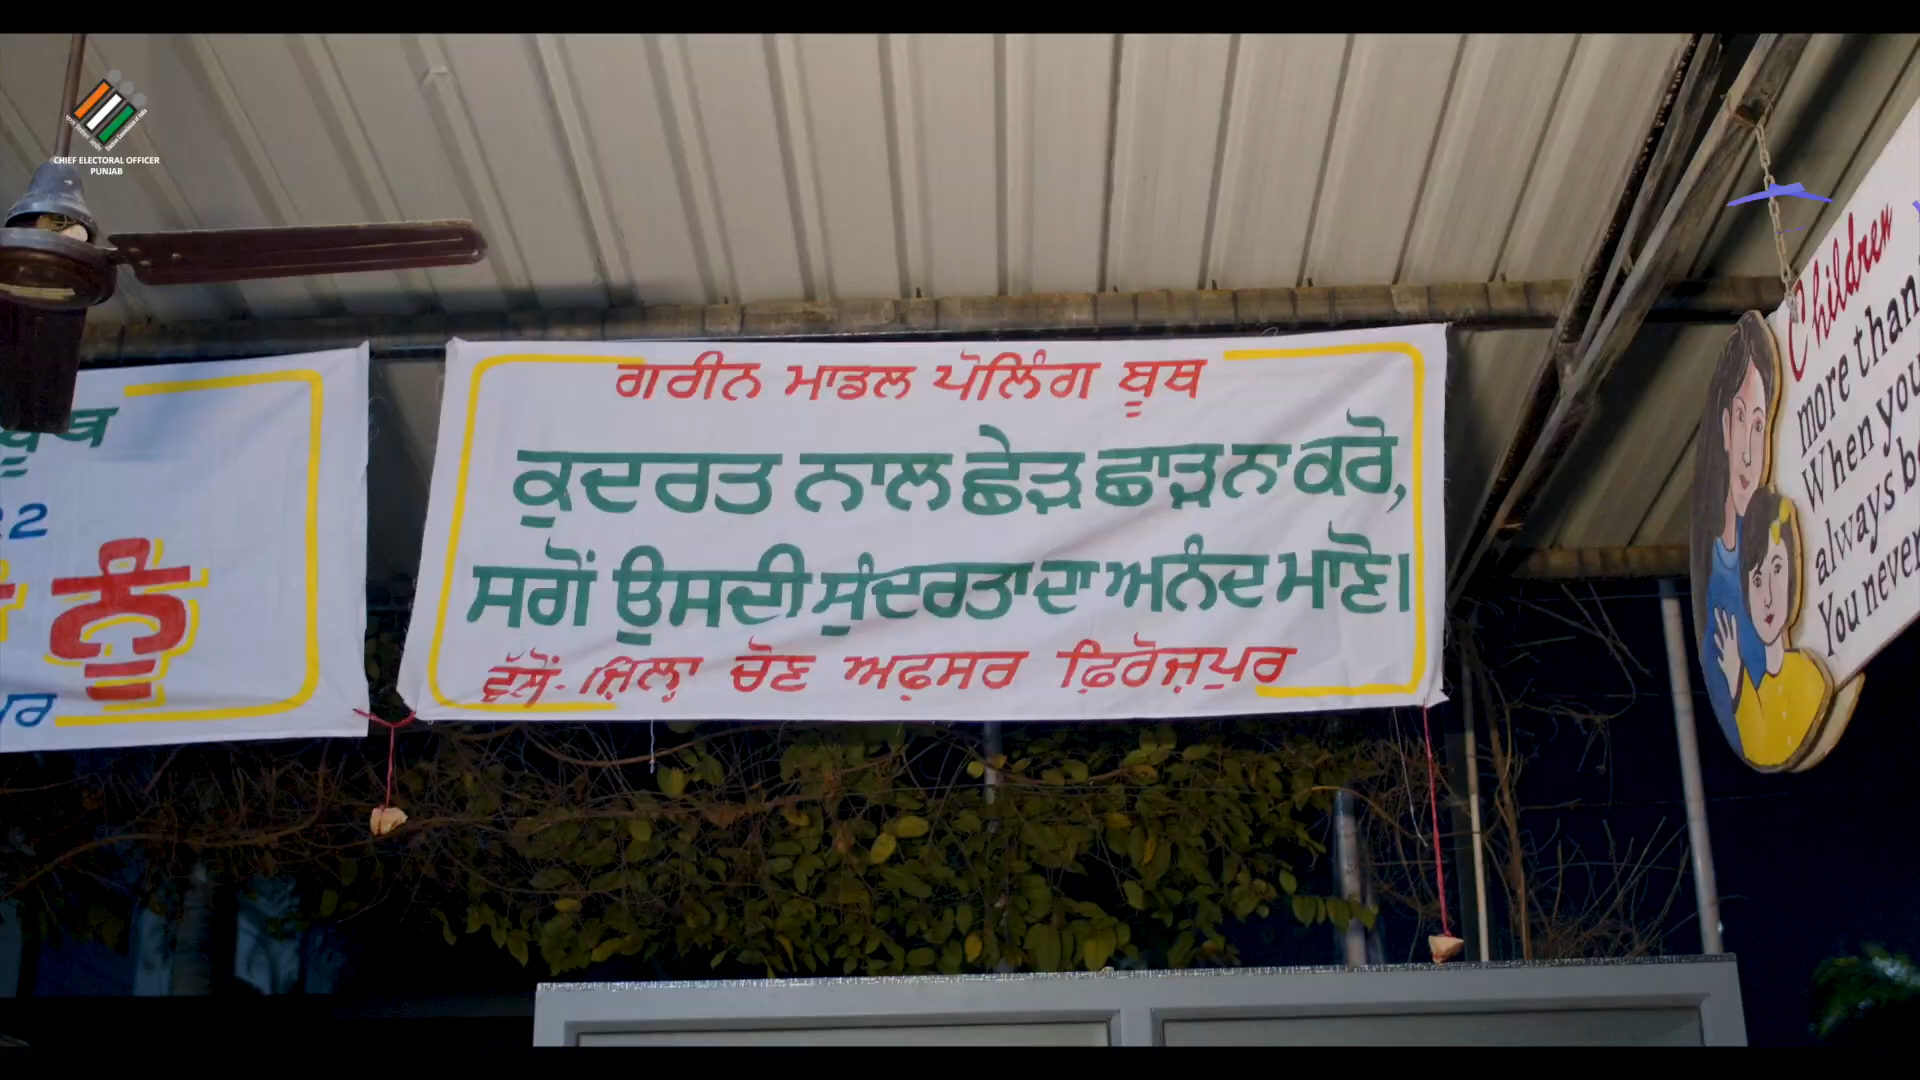 CHIEF ELECTORAL OFFICER
PUNJAB
ਬੂਥ
22
ਨੂੰ
ਗਰੀਨ ਮਾਡਲ ਪੋਲਿੰਗ ਬੂਥ
ਕੁਦਰਤ ਨਾਲ ਛੇੜ ਛਾੜ ਨਾ ਕਰੋ,
ਸਗੋਂ ਉਸਦੀ ਸੁੰਦਰਤਾ ਦਾ ਅਨੰਦ ਮਾਣੋ।
ਵੱਲੋਂ- ਜ਼ਿਲ੍ਹਾ ਚੋਣ ਅਫ਼ਸਰ ਫ਼ਿਰੋਜ਼ਪੁਰ
Children
more than
When you
always be
You never